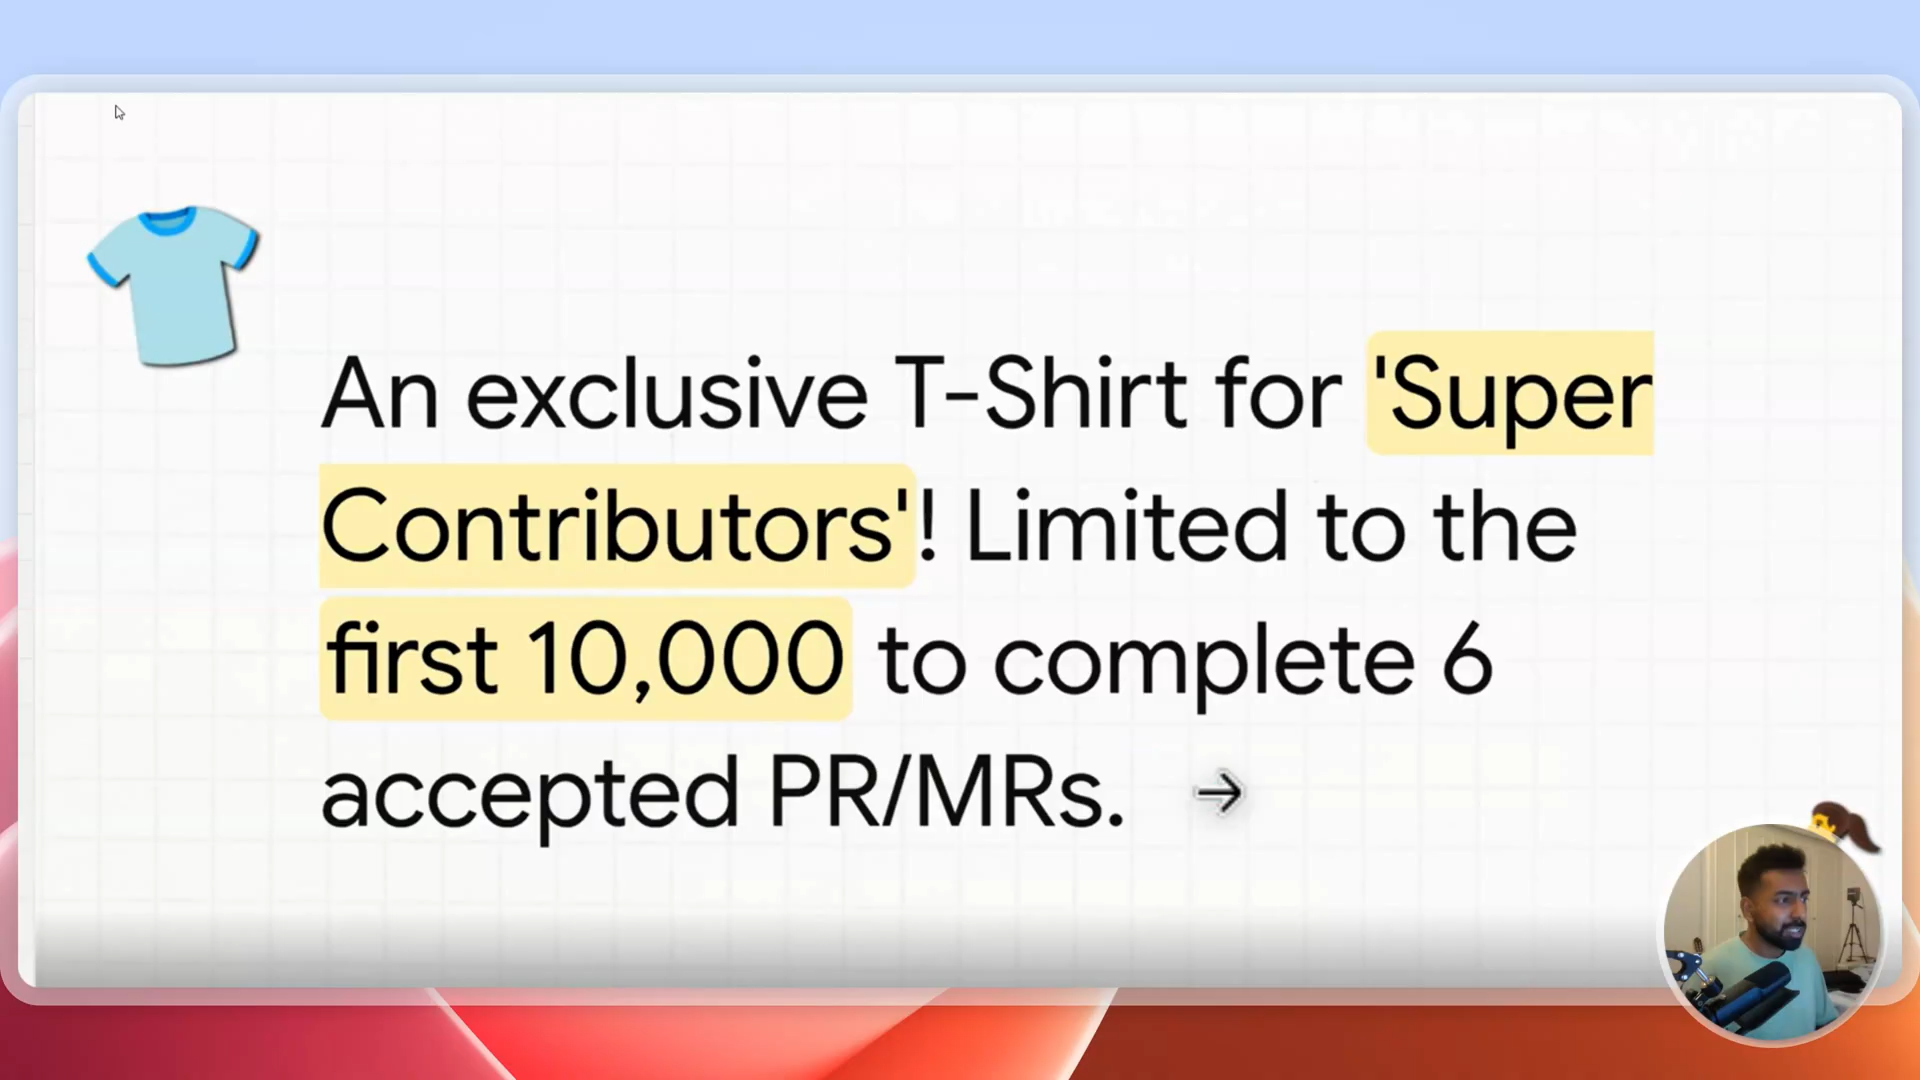 An exclusive T-Shirt for 'Super
Contributors'! Limited to the
first 10,000 to complete 6
accepted PR/MRs. →